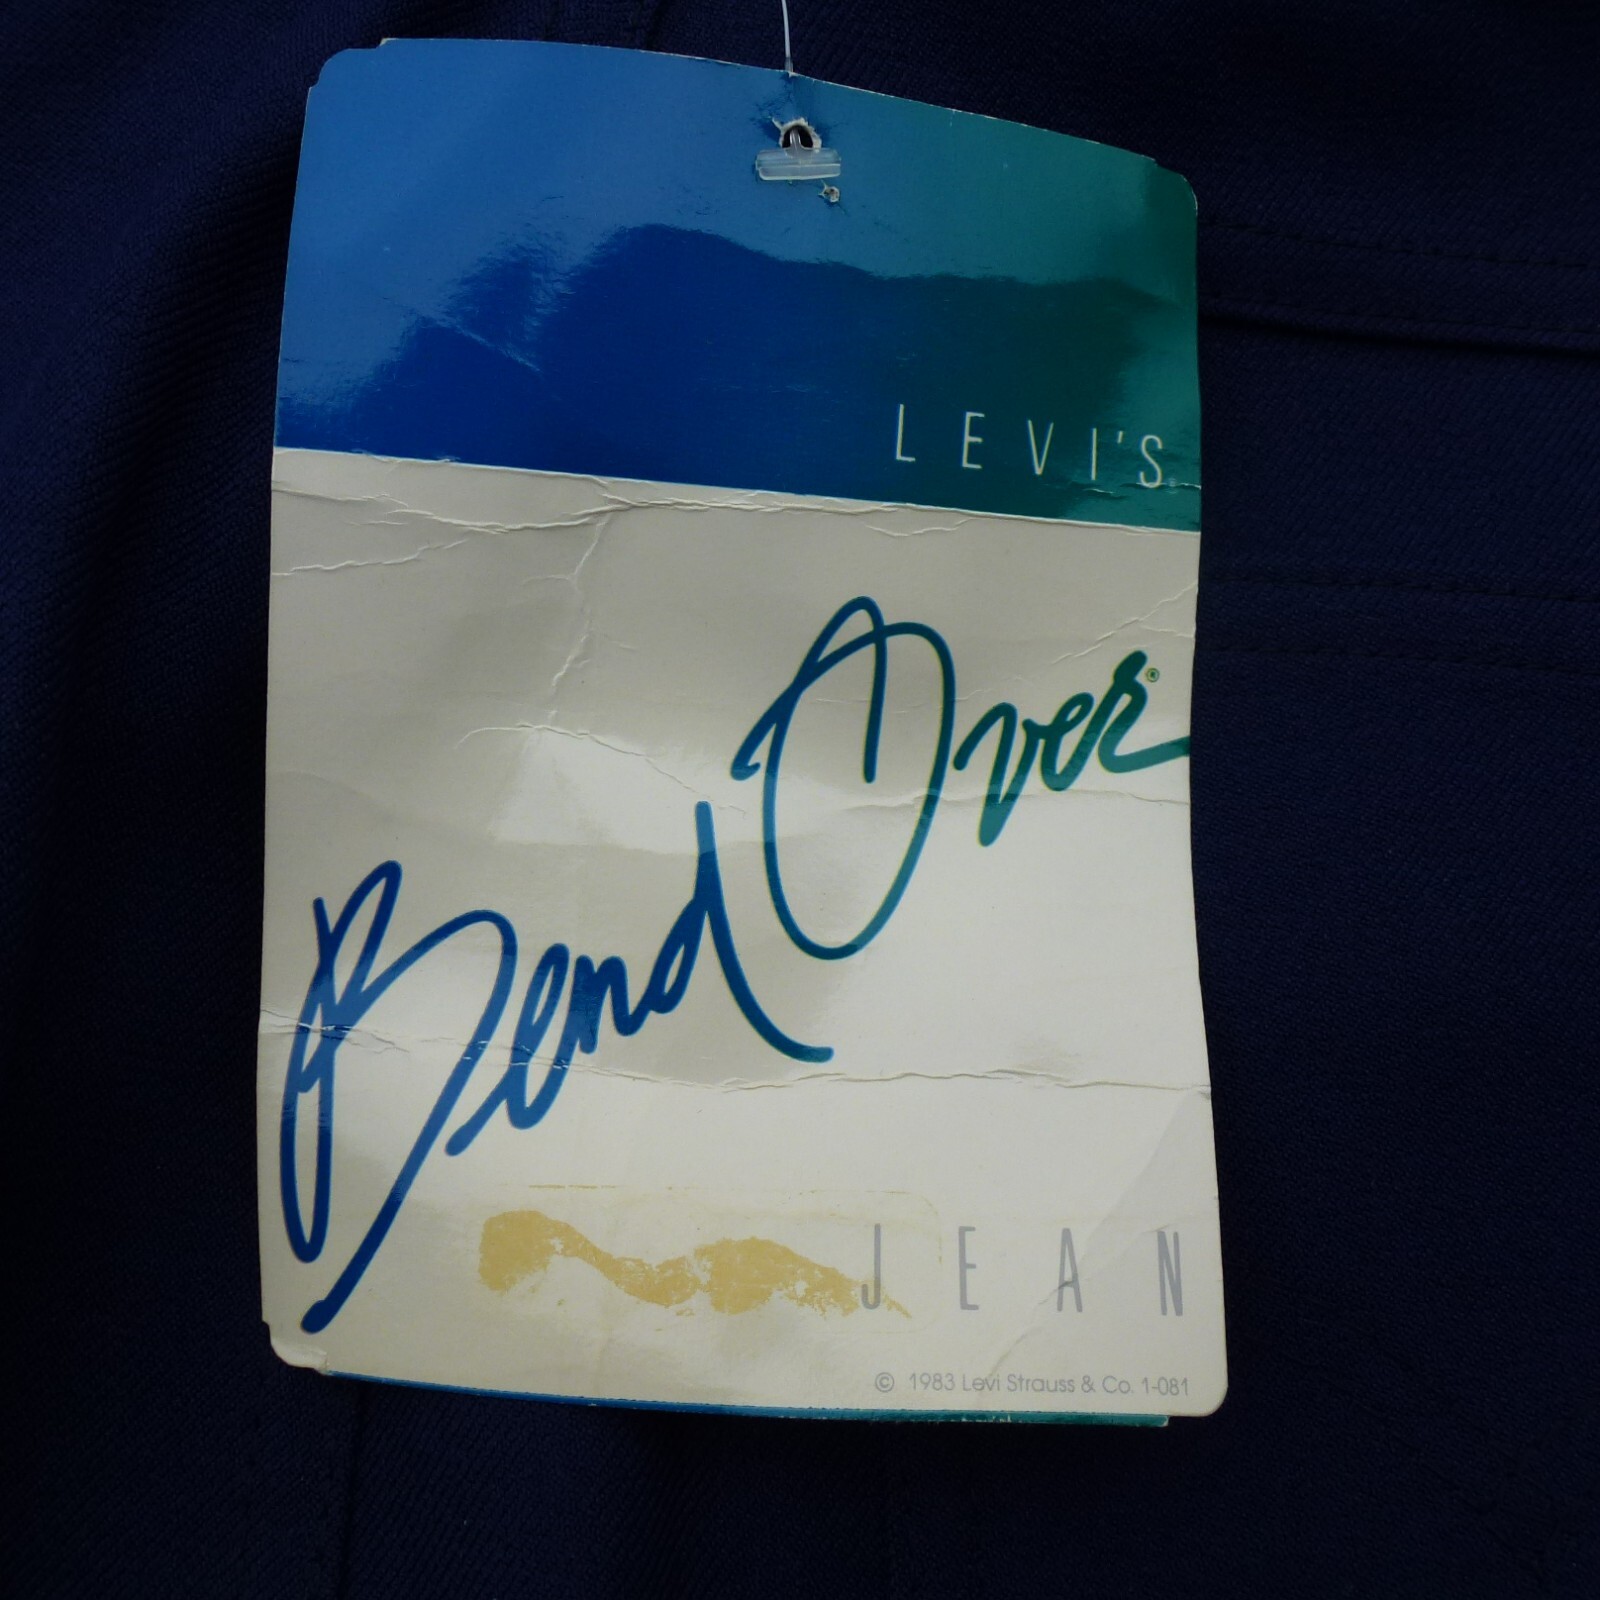 LEVI'S
Bend Over®
JEAN
© 1983 Levi Strauss & Co. 1-081